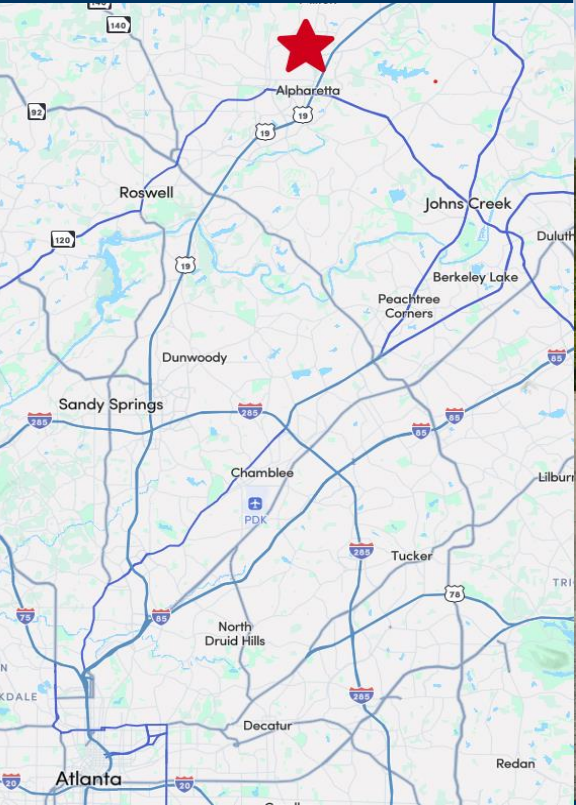 140
92
Alpharetta
19
19
Roswell
Johns Creek
120
Duluth
19
Berkeley Lake
Peachtree
Corners
Dunwoody
85
Sandy Springs
285
285
85
85
Chamblee
Lilburn
PDK
285
Tucker
78
TRI
75
85
North
Druid Hills
N
KDALE
285
Decatur
Redan
Atlanta
20
20